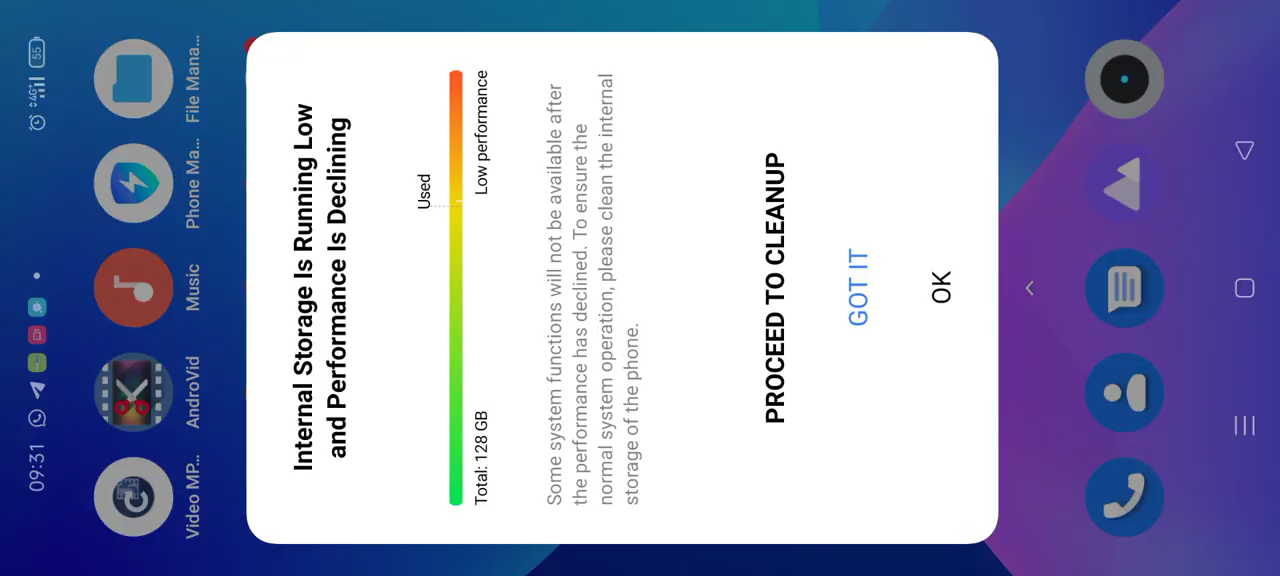 09:31
4G+
55
Video MP...
AndroVid
Music
Phone Ma...
File Mana...
Internal Storage Is Running Low
and Performance Is Declining
Used
Total: 128 GB
Low performance
Some system functions will not be available after
the performance has declined. To ensure the
normal system operation, please clean the internal
storage of the phone.
PROCEED TO CLEANUP
GOT IT
OK